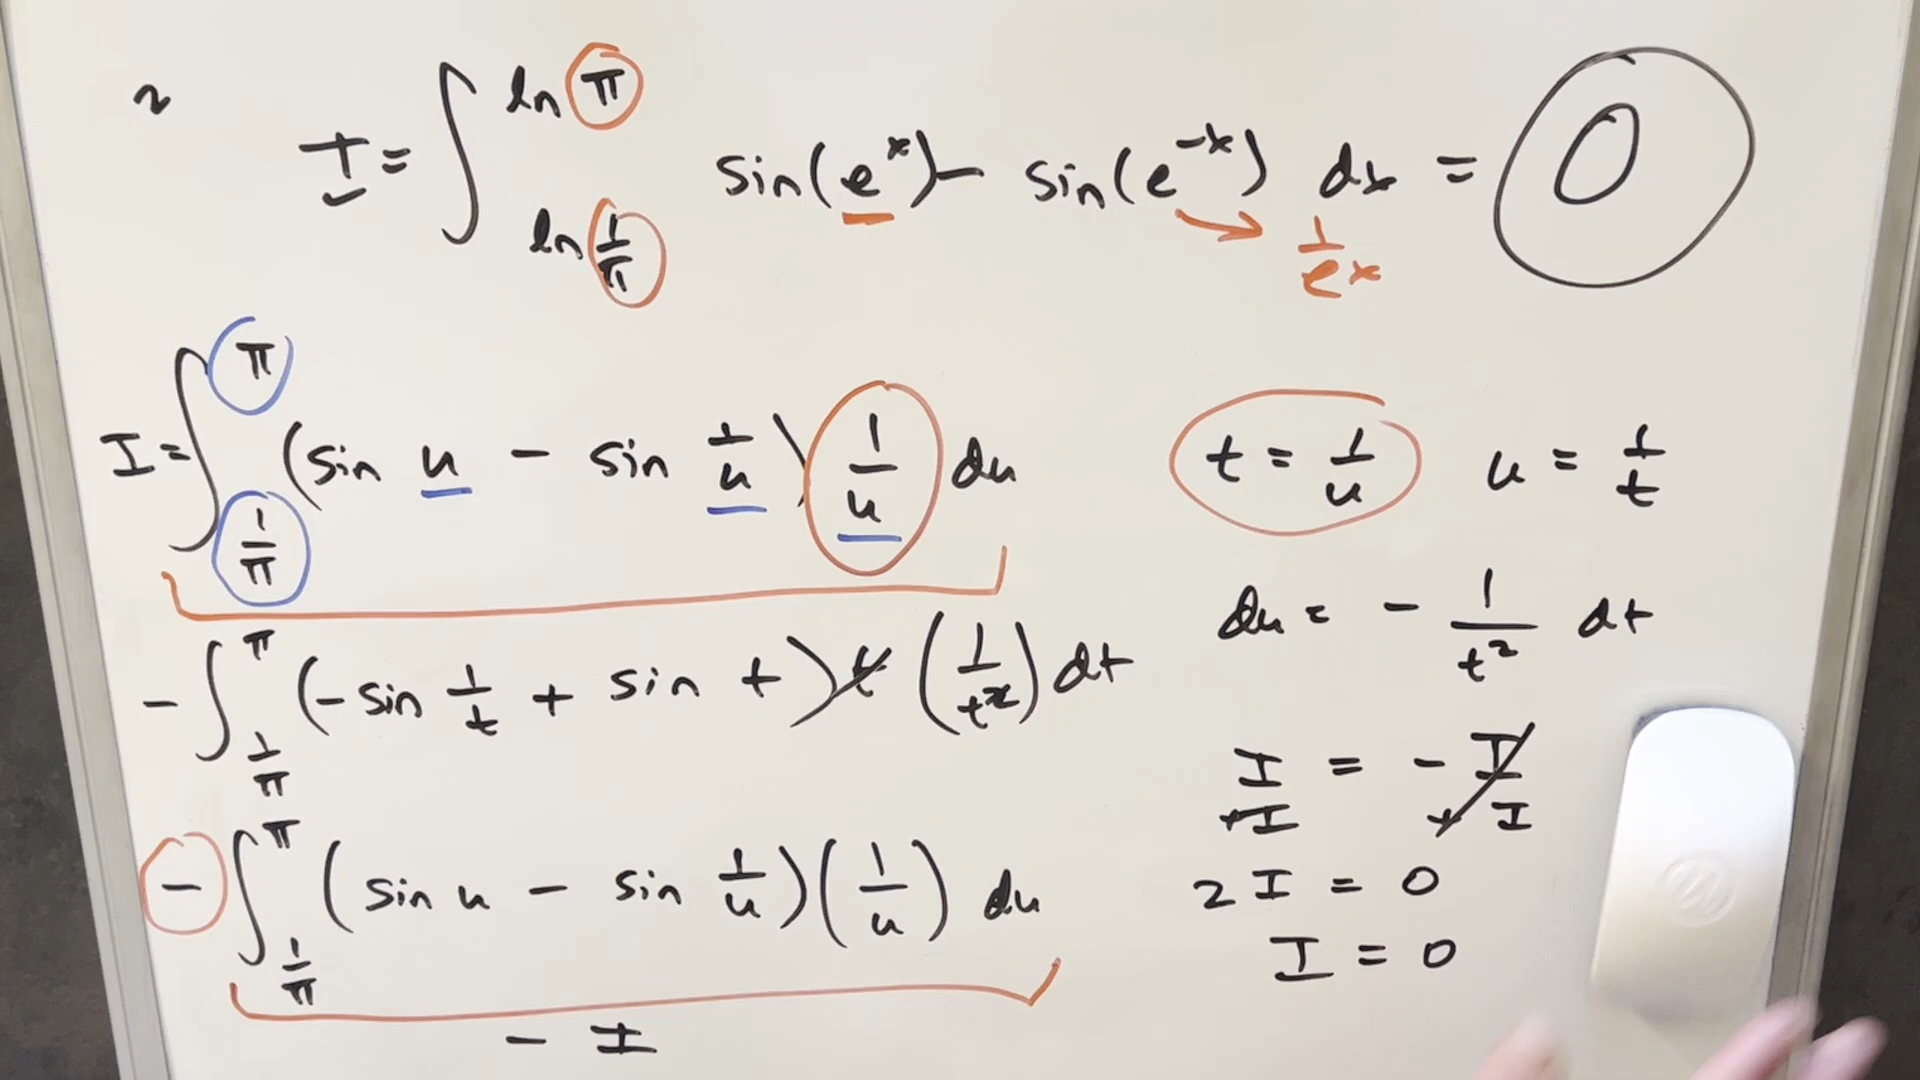 ~
I = ∫_{ln 1/π}^{ln π} sin(e^x) - sin(e^{-x}) dx = 0
1/e^x
I = ∫_{1/π}^{π} (sin u - sin 1/u) 1/u du
t = 1/u u = 1/t
du = - 1/t² dt
- ∫_{1/π}^{π} (-sin 1/t + sin t) t (1/t²) dt
I = - I
+I + I
- ∫_{1/π}^{π} (sin u - sin 1/u)(1/u) du
2I = 0
I = 0
- I